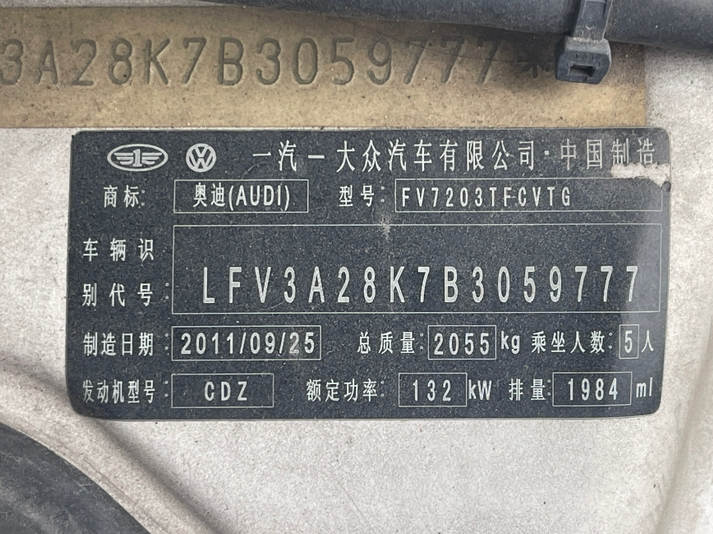 3A28K7B3059777
一汽－大众汽车有限公司·中国制造
商标: 奥迪(AUDI) 型号: FV7203TFCVTG
车辆识
别代号: LFV3A28K7B3059777
制造日期: 2011/09/25 总质量: 2055 kg 乘坐人数: 5 人
发动机型号: CDZ 额定功率: 132 kW 排量: 1984 ml